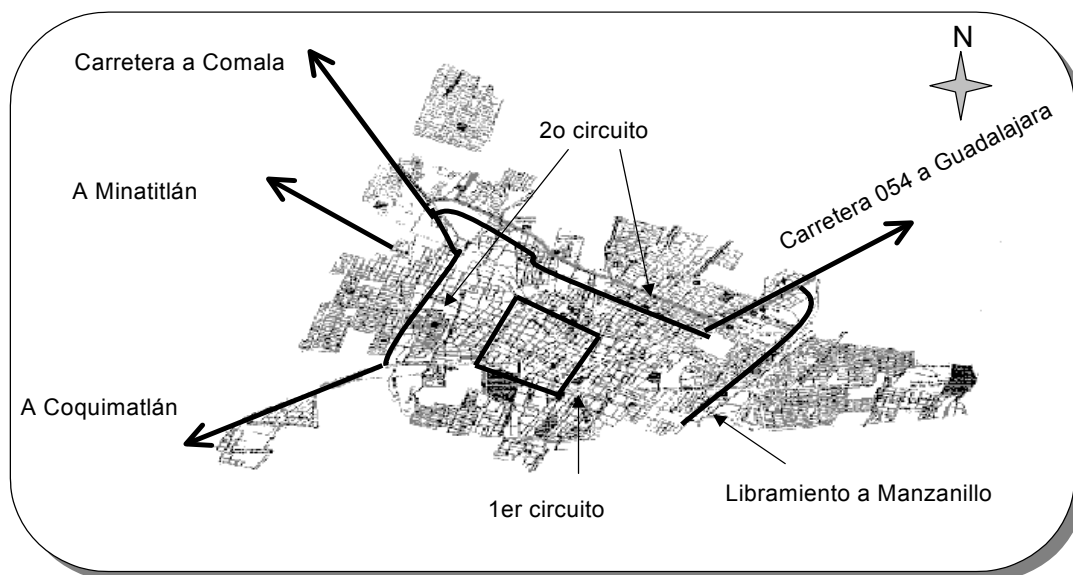 N
Carretera a Comala
2o circuito
A Minatitlán
Carretera 054 a Guadalajara
A Coquimatlán
Libramiento a Manzanillo
1er circuito